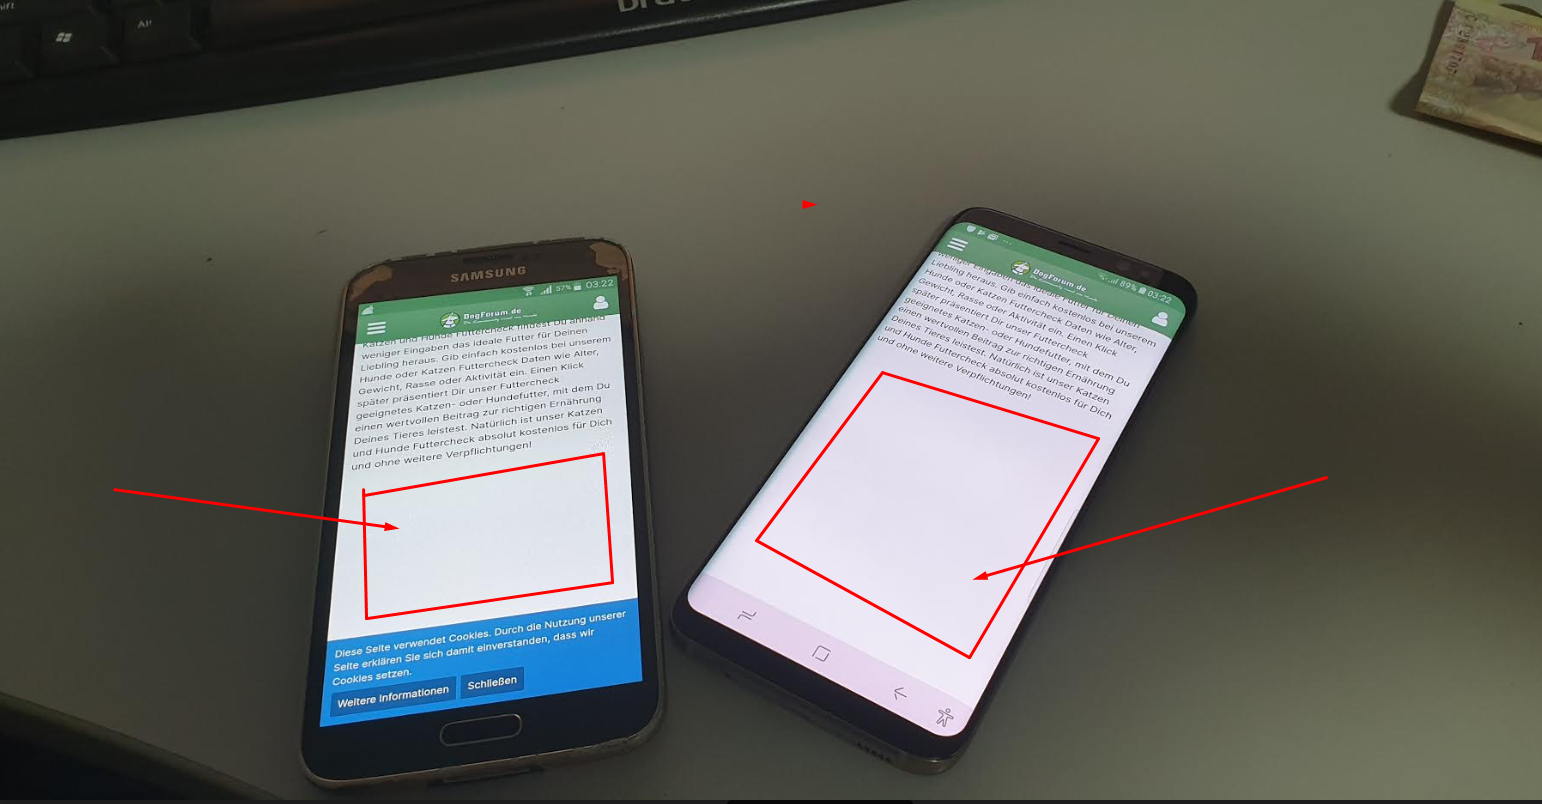 Alt
SAMSUNG
57% 03:22
DogForum.de
Katzen und Hunde Futtercheck findest Du anhand
weniger Eingaben das ideale Futter für Deinen
Liebling heraus. Gib einfach kostenlos bei unserem
Hunde oder Katzen Futtercheck Daten wie Alter,
Gewicht, Rasse oder Aktivität ein. Einen Klick
später präsentiert Dir unser Futtercheck
geeignetes Katzen- oder Hundefutter, mit dem Du
einen wertvollen Beitrag zur richtigen Ernährung
Deines Tieres leistest. Natürlich ist unser Katzen
und Hunde Futtercheck absolut kostenlos für Dich
und ohne weitere Verpflichtungen!
Diese Seite verwendet Cookies. Durch die Nutzung unserer
Seite erklären Sie sich damit einverstanden, dass wir
Cookies setzen.
Weitere Informationen Schließen
89% 03:22
DogForum.de
weniger Eingaben das ideale Futter für Deinen
Liebling heraus. Gib einfach kostenlos bei unserem
Hunde oder Katzen Futtercheck Daten wie Alter,
Gewicht, Rasse oder Aktivität ein. Einen Klick
später präsentiert Dir unser Futtercheck
geeignetes Katzen- oder Hundefutter, mit dem Du
einen wertvollen Beitrag zur richtigen Ernährung
Deines Tieres leistest. Natürlich ist unser Katzen
und Hunde Futtercheck absolut kostenlos für Dich
und ohne weitere Verpflichtungen!